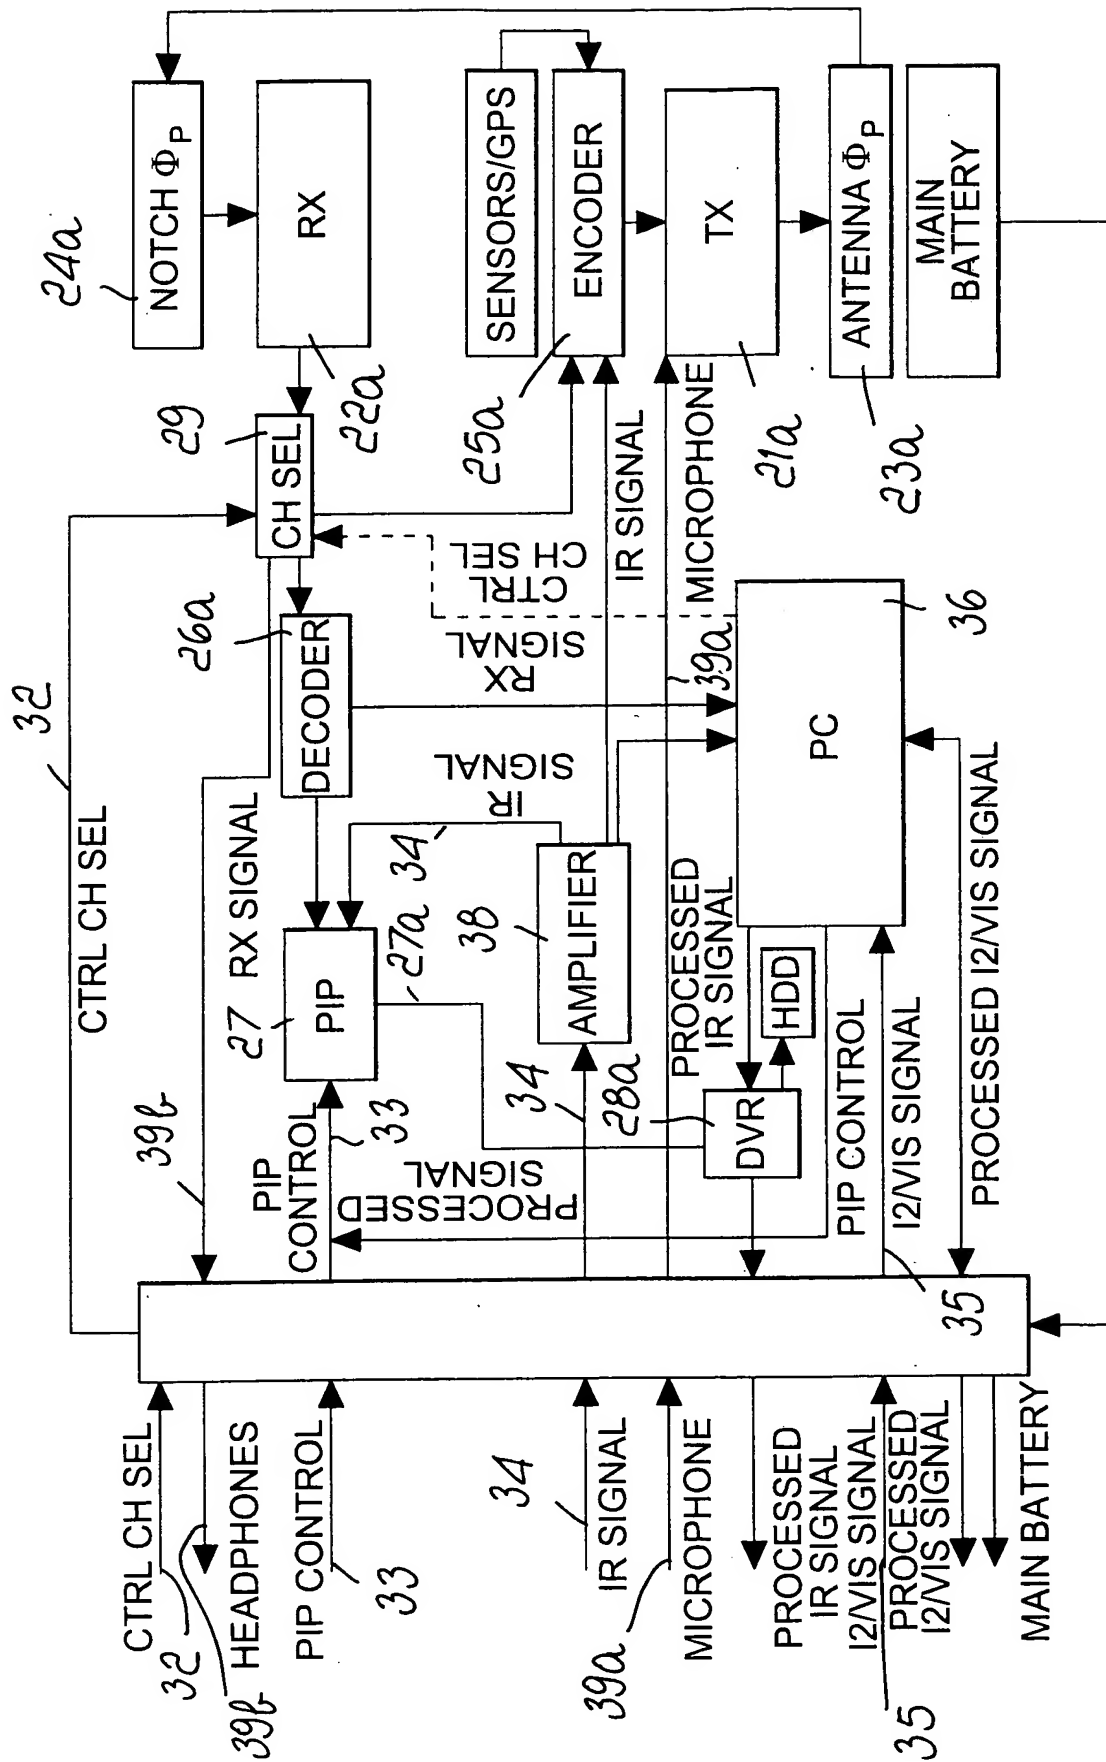 CTRL CH SEL
32
39b
HEADPHONES
PIP CONTROL
33
34
IR SIGNAL
39a
MICROPHONE
PROCESSED
IR SIGNAL
I2/VIS SIGNAL
35
PROCESSED
I2/VIS SIGNAL
MAIN BATTERY
CTRL CH SEL
32
39b
RX SIGNAL
PIP
CONTROL
33
PROCESSED
SIGNAL
27
PIP
27a
34
IR
SIGNAL
34
38
AMPLIFIER
28a
DVR
HDD
PROCESSED
IR SIGNAL
PIP CONTROL
I2/VIS SIGNAL
35
PROCESSED I2/VIS SIGNAL
26a
DECODER
RX
SIGNAL
CTRL
CH SEL
39a
PC
36
29
CH SEL
22a
RX
24a
NOTCH ΦP
SENSORS/GPS
25a
ENCODER
IR SIGNAL
MICROPHONE
21a
TX
23a
ANTENNA ΦP
MAIN
BATTERY